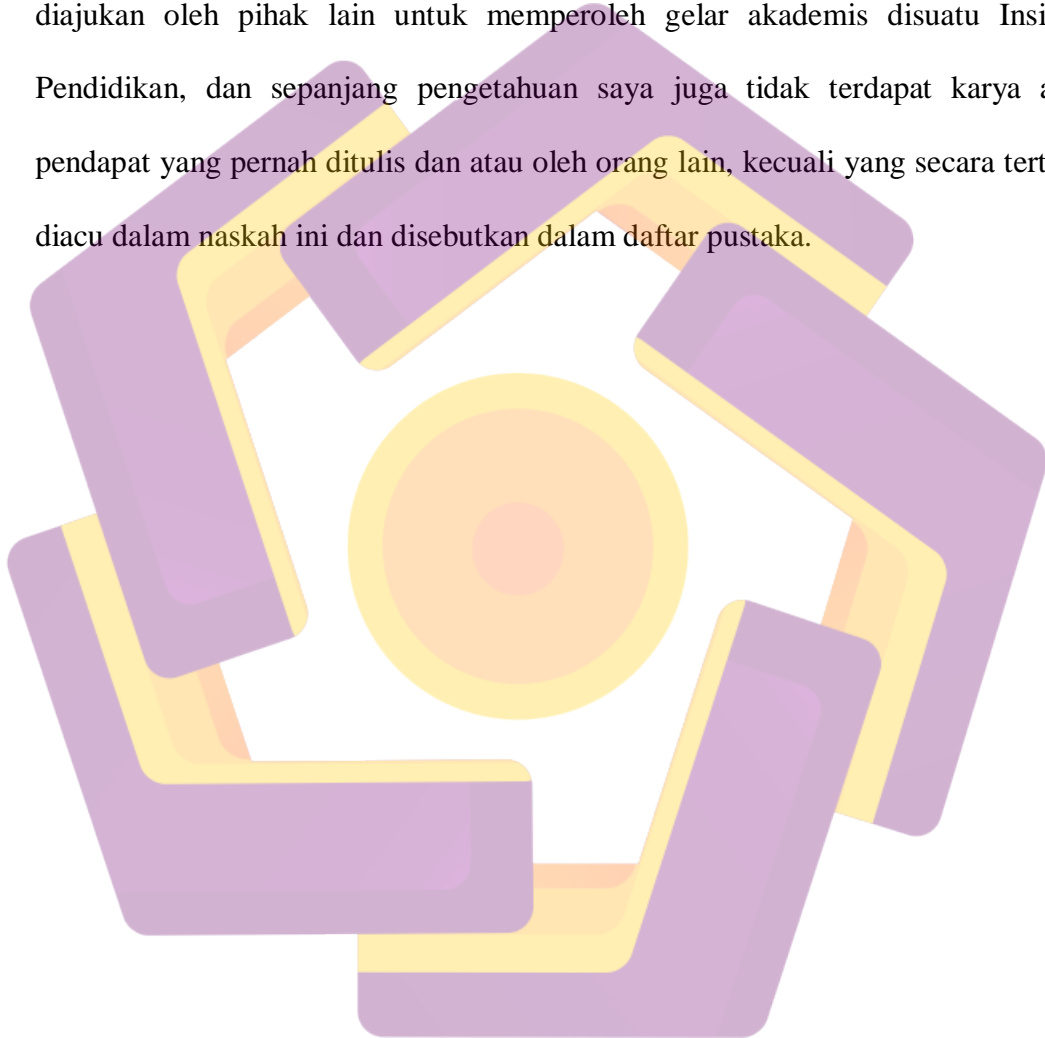 diajukan oleh pihak lain untuk memperoleh gelar akademis disuatu Insi
Pendidikan, dan sepanjang pengetahuan saya juga tidak terdapat karya a
pendapat yang pernah ditulis dan atau oleh orang lain, kecuali yang secara tert
diacu dalam naskah ini dan disebutkan dalam daftar pustaka.